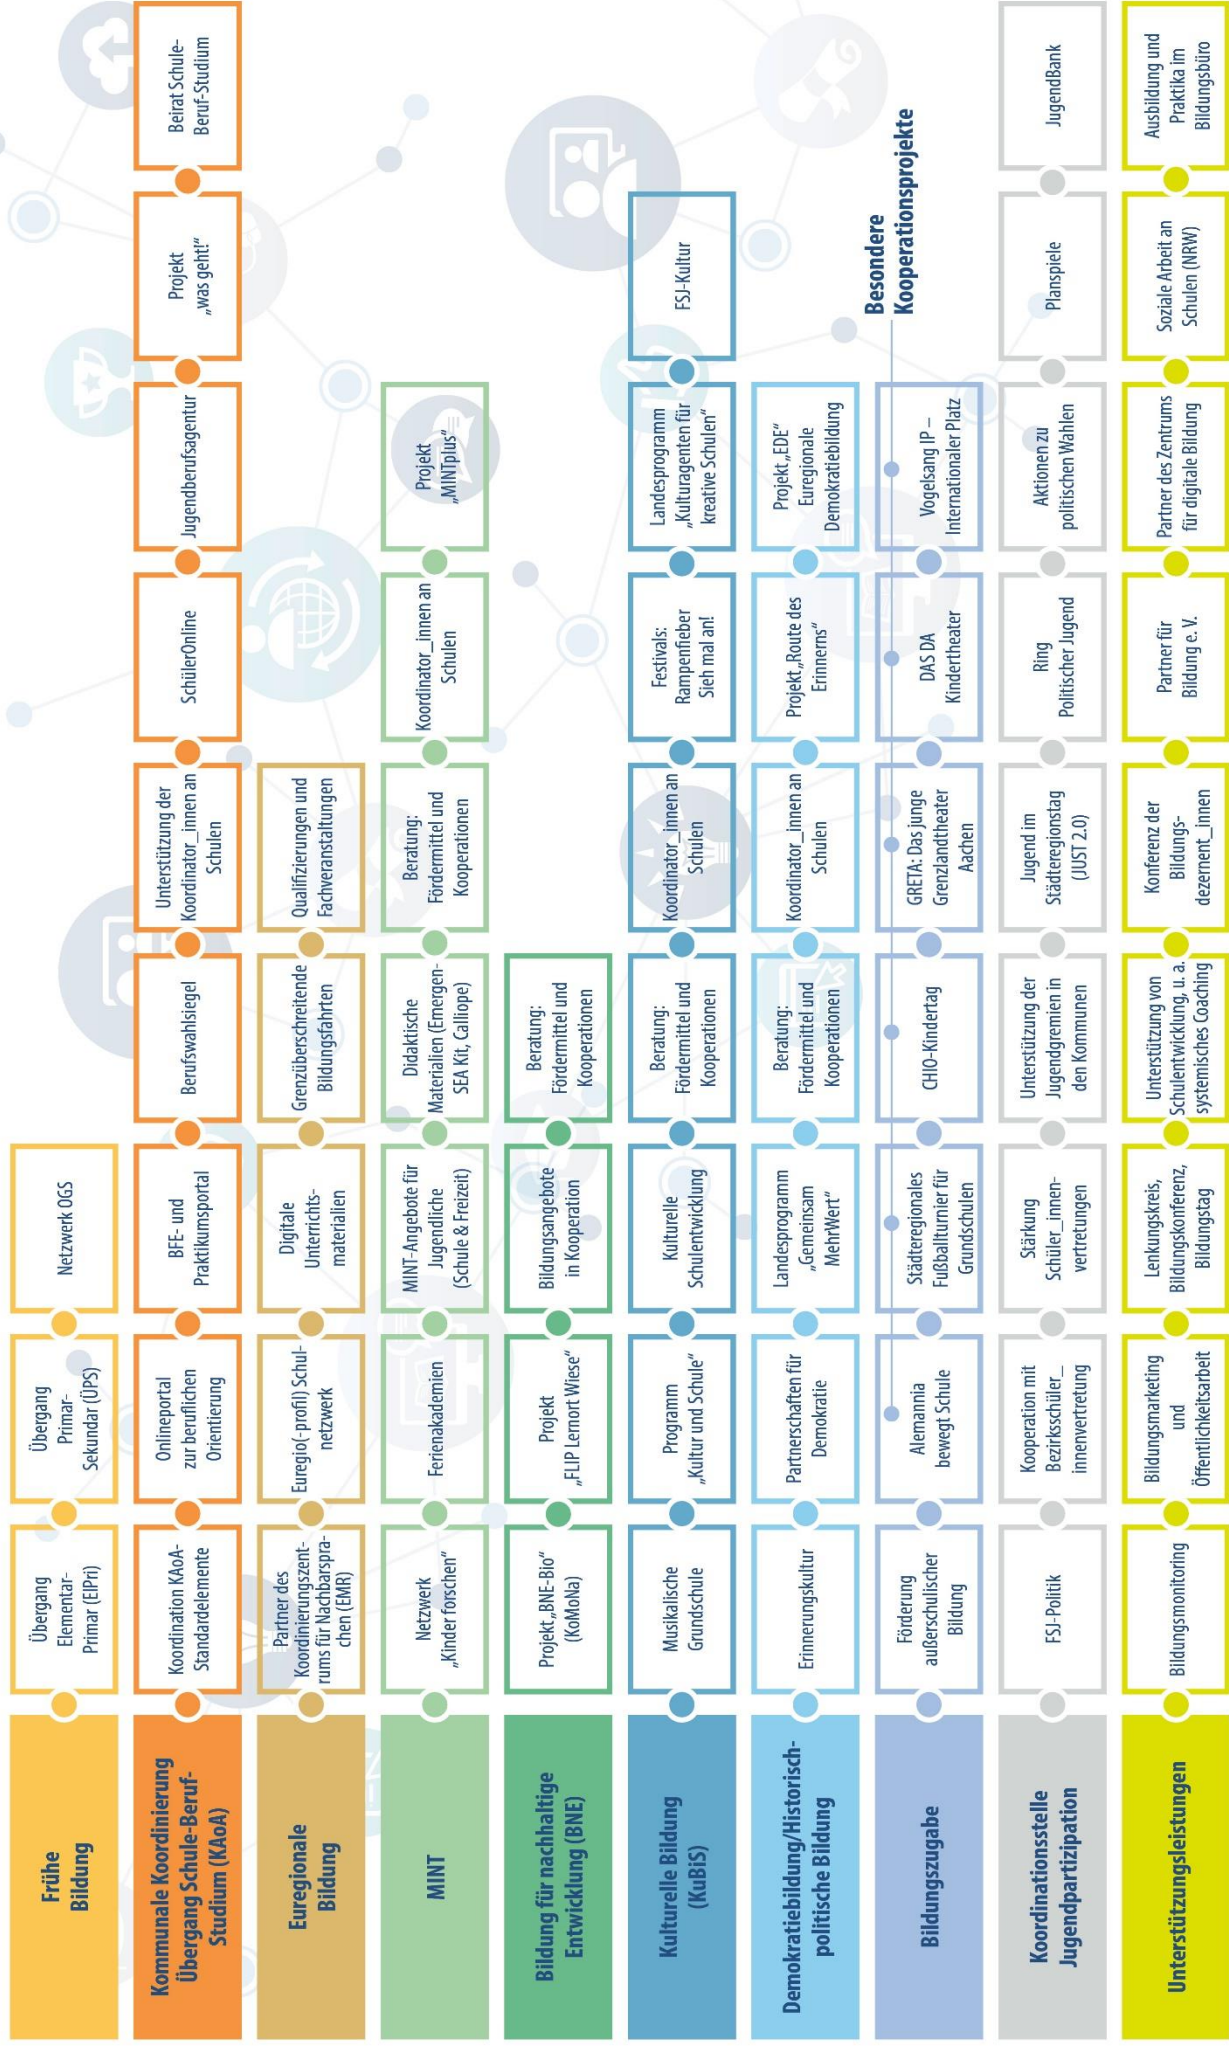 Frühe
Bildung
Übergang
Elementar-
Primar (ElPri)
Übergang
Primar-
Sekundar (ÜPS)
Netzwerk OGS
Kommunale Koordinierung
Übergang Schule-Beruf-
Studium (KAoA)
Koordination KAoA-
Standardelemente
Onlineportal
zur beruflichen
Orientierung
BFE- und
Praktikumsportal
Berufswahlsiegel
Unterstützung der
Koordinator_innen an
Schulen
SchülerOnline
Jugendberufsagentur
Projekt
„was geht!“
Beirat Schule-
Beruf-Studium
Euregionale
Bildung
Partner des
Koordinierungszent-
rums für Nachbarspra-
chen (EMR)
Euregio(-profil) Schul-
netzwerk
Digitale
Unterrichts-
materialien
Grenzüberschreitende
Bildungsfahrten
Qualifizierungen und
Fachveranstaltungen
MINT
Netzwerk
„Kinder forschen“
Ferienakademien
MINT-Angebote für
Jugendliche
(Schule & Freizeit)
Didaktische
Materialien (Emergen-
SEA Kit, Calliope)
Beratung:
Fördermittel und
Kooperationen
Koordinator_innen an
Schulen
Projekt
„MINTplus“
Bildung für nachhaltige
Entwicklung (BNE)
Projekt „BNE-Bio“
(KoMoNa)
Projekt
„FLIP Lernort Wiese“
Bildungsangebote
in Kooperation
Beratung:
Fördermittel und
Kooperationen
Kulturelle Bildung
(KuBiS)
Musikalische
Grundschule
Programm
„Kultur und Schule“
Kulturelle
Schulentwicklung
Beratung:
Fördermittel und
Kooperationen
Koordinator_innen an
Schulen
Festivals:
Rampenfieber
Sieh mal an!
Landesprogramm
„Kulturagenten für
kreative Schulen“
FSJ-Kultur
Demokratiebildung/Historisch-
politische Bildung
Erinnerungskultur
Partnerschaften für
Demokratie
Landesprogramm
„Gemeinsam
MehrWert“
Beratung:
Fördermittel und
Kooperationen
Koordinator_innen an
Schulen
Projekt „Route des
Erinnerns“
Projekt „EDE“
Euregionale
Demokratiebildung
Bildungszugabe
Förderung
außerschulischer
Bildung
Alemannia
bewegt Schule
Städteregionales
Fußballturnier für
Grundschulen
CHIO-Kindertag
GRETA: Das junge
Grenzlandtheater
Aachen
DAS DA
Kindertheater
Vogelsang IP –
Internationaler Platz
Besondere
Kooperationsprojekte
Koordinationsstelle
Jugendpartizipation
FSJ-Politik
Kooperation mit
Bezirksschüler_
innenvertretung
Stärkung
Schüler_innen-
vertretungen
Unterstützung der
Jugendgremien in
den Kommunen
Jugend im
Städteregionstag
(JUST 2.0)
Ring
Politischer Jugend
Aktionen zu
politischen Wahlen
Planspiele
JugendBank
Unterstützungsleistungen
Bildungsmonitoring
Bildungsmarketing
und
Öffentlichkeitsarbeit
Lenkungskreis,
Bildungskonferenz,
Bildungstag
Unterstützung von
Schulentwicklung, u. a.
systemisches Coaching
Konferenz der
Bildungs-
dezernent_innen
Partner für
Bildung e. V.
Partner des Zentrums
für digitale Bildung
Soziale Arbeit an
Schulen (NRW)
Ausbildung und
Praktika im
Bildungsbüro